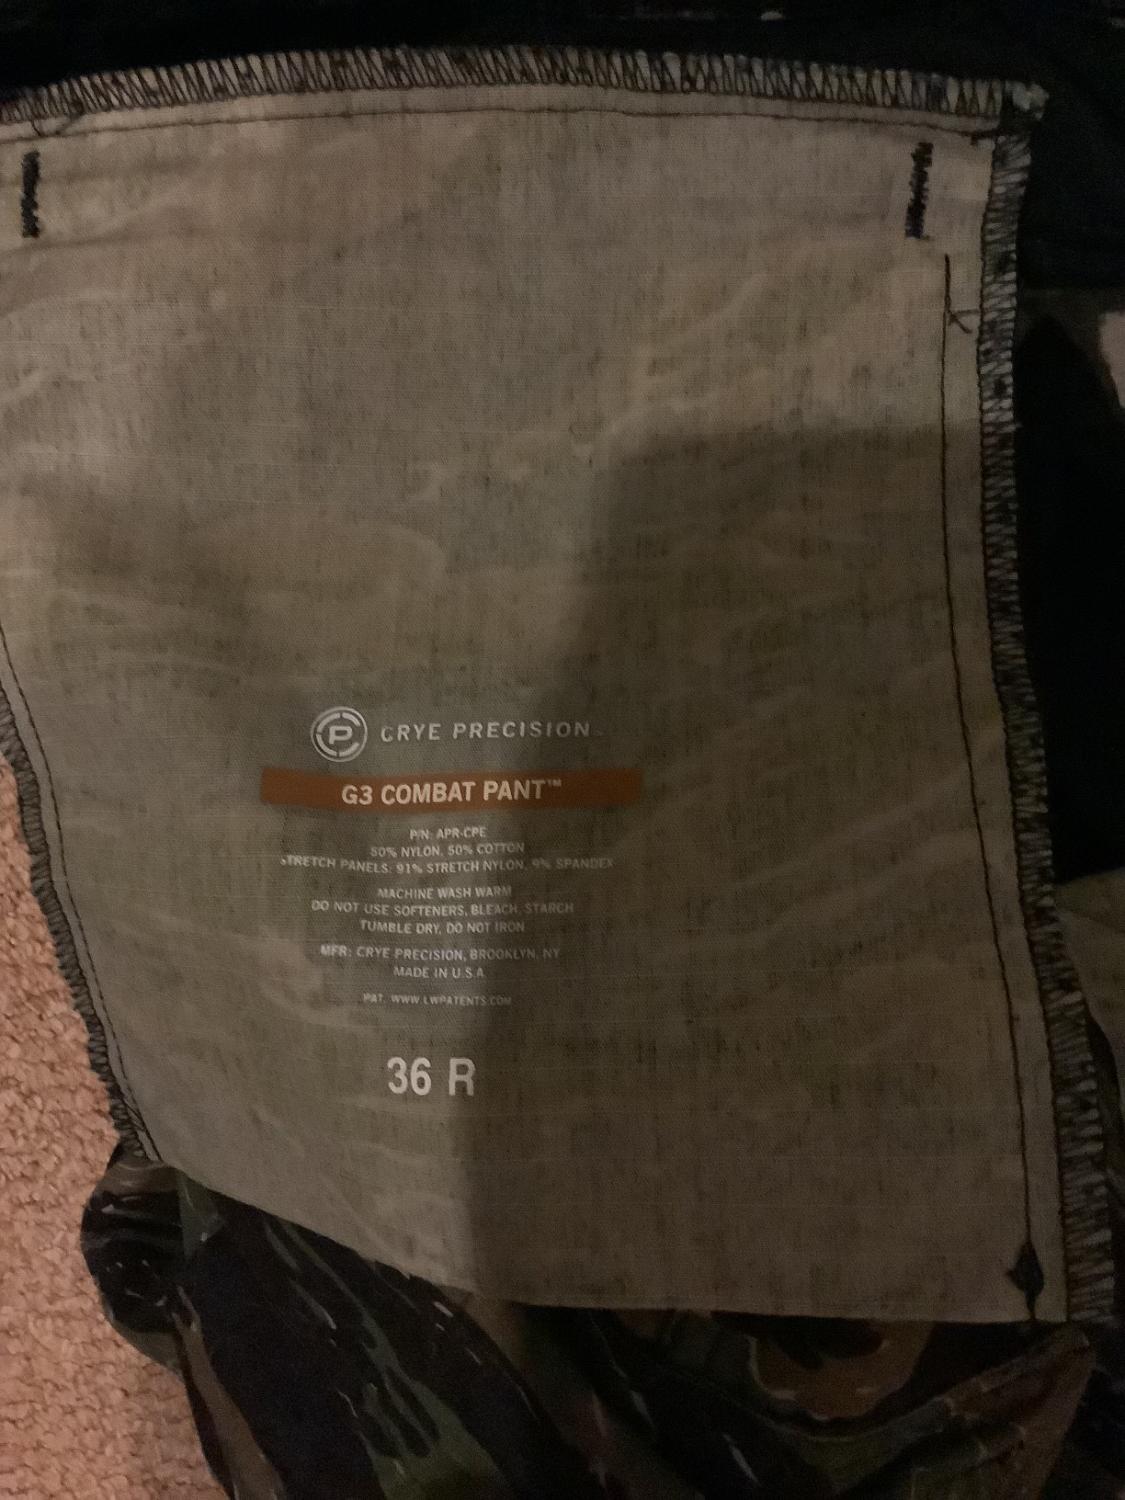 CRYE PRECISION
G3 COMBAT PANT™
P/N: APR-CPE
50% NYLON, 50% COTTON
STRETCH PANELS: 91% STRETCH NYLON, 9% SPANDEX
MACHINE WASH WARM
DO NOT USE SOFTENERS, BLEACH, STARCH
TUMBLE DRY, DO NOT IRON
MFR: CRYE PRECISION, BROOKLYN, NY
MADE IN U.S.A.
PAT. WWW.LWPATENTS.COM
36 R